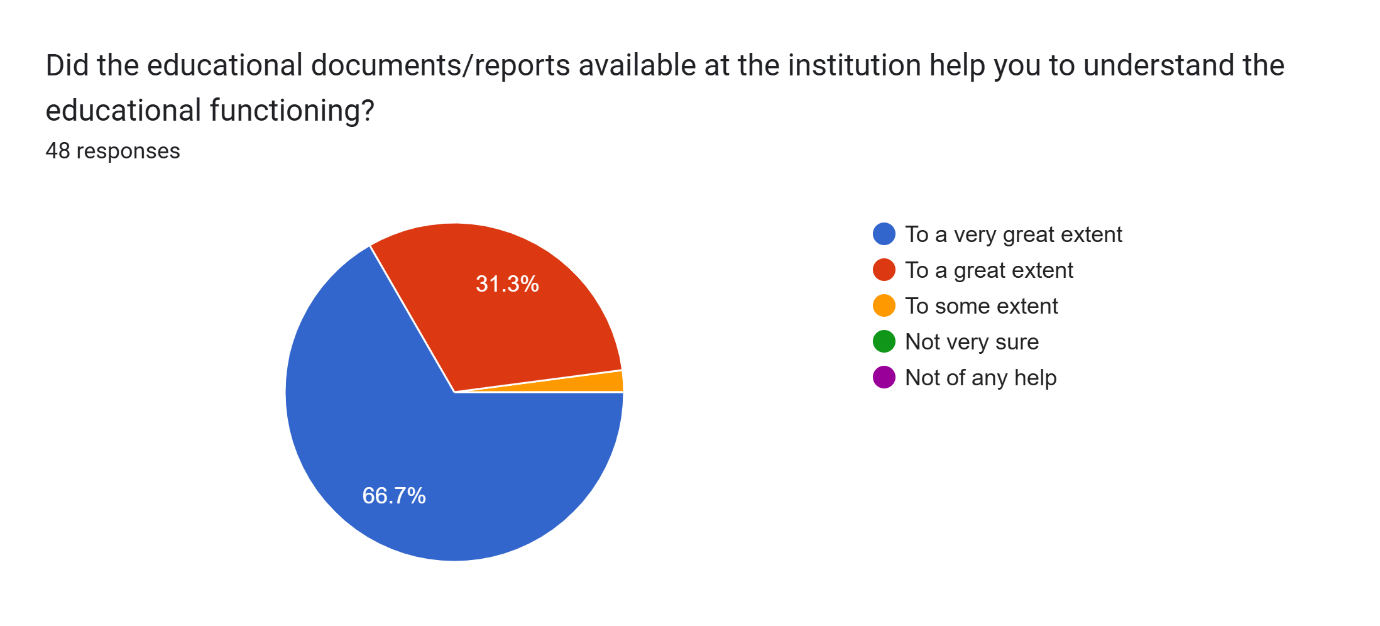 Did the educational documents/reports available at the institution help you to understand the
educational functioning?
48 responses
31.3%
66.7%
To a very great extent
To a great extent
To some extent
Not very sure
Not of any help